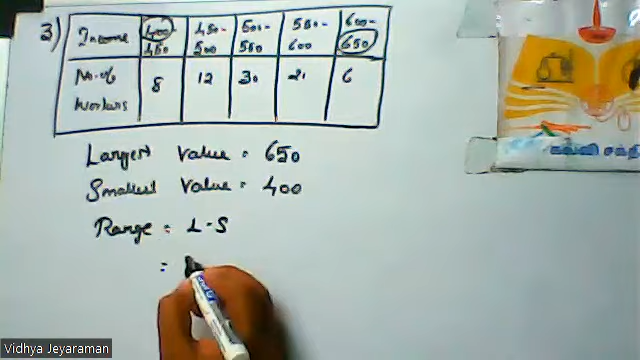 3) Income 400- 450- 500- 550- 600-
450 500 550 600 650
No. of Workers 8 12 30 21 6
Largest Value = 650
Smallest Value = 400
Range = L - S
=
Vidhya Jeyaraman